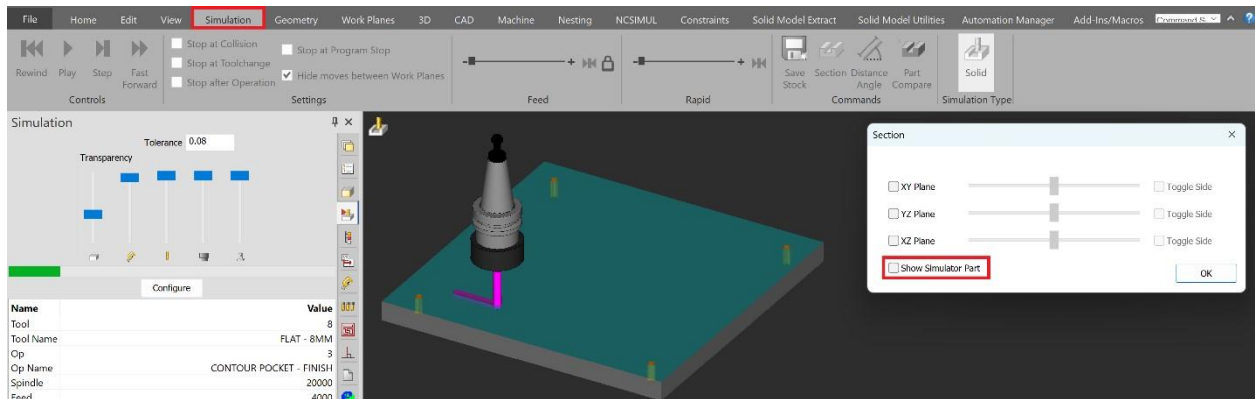 File Home Edit View Simulation Geometry Work Planes 3D CAD Machine Nesting NCSIMUL Constraints Solid Model Extract Solid Model Utilities Automation Manager Add-Ins/Macros Command S..
Stop at Collision
Stop at Toolchange
Stop after Operation
Stop at Program Stop
Hide moves between Work Planes
Rewind Play Step Fast Forward
Save Stock Section Distance Angle Part Compare
Solid
Controls Settings Feed Rapid Commands Simulation Type
Simulation
Tolerance 0.08
Transparency
Configure
Name Value
Tool 8
Tool Name FLAT - 8MM
Op 3
Op Name CONTOUR POCKET - FINISH
Spindle 20000
Feed 4000
Section
XY Plane Toggle Side
YZ Plane Toggle Side
XZ Plane Toggle Side
Show Simulator Part
OK